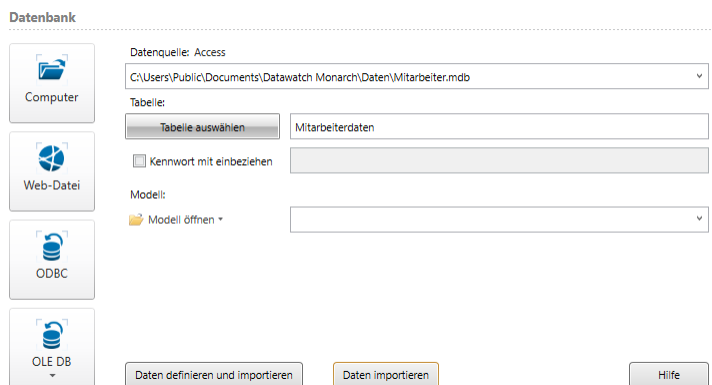 Datenbank
Datenquelle: Access
Computer
C:\Users\Public\Documents\Datawatch Monarch\Daten\Mitarbeiter.mdb
Tabelle:
Tabelle auswählen
Mitarbeiterdaten
Web-Datei
Kennwort mit einbeziehen
Modell:
Modell öffnen
ODBC
OLE DB
Daten definieren und importieren
Daten importieren
Hilfe